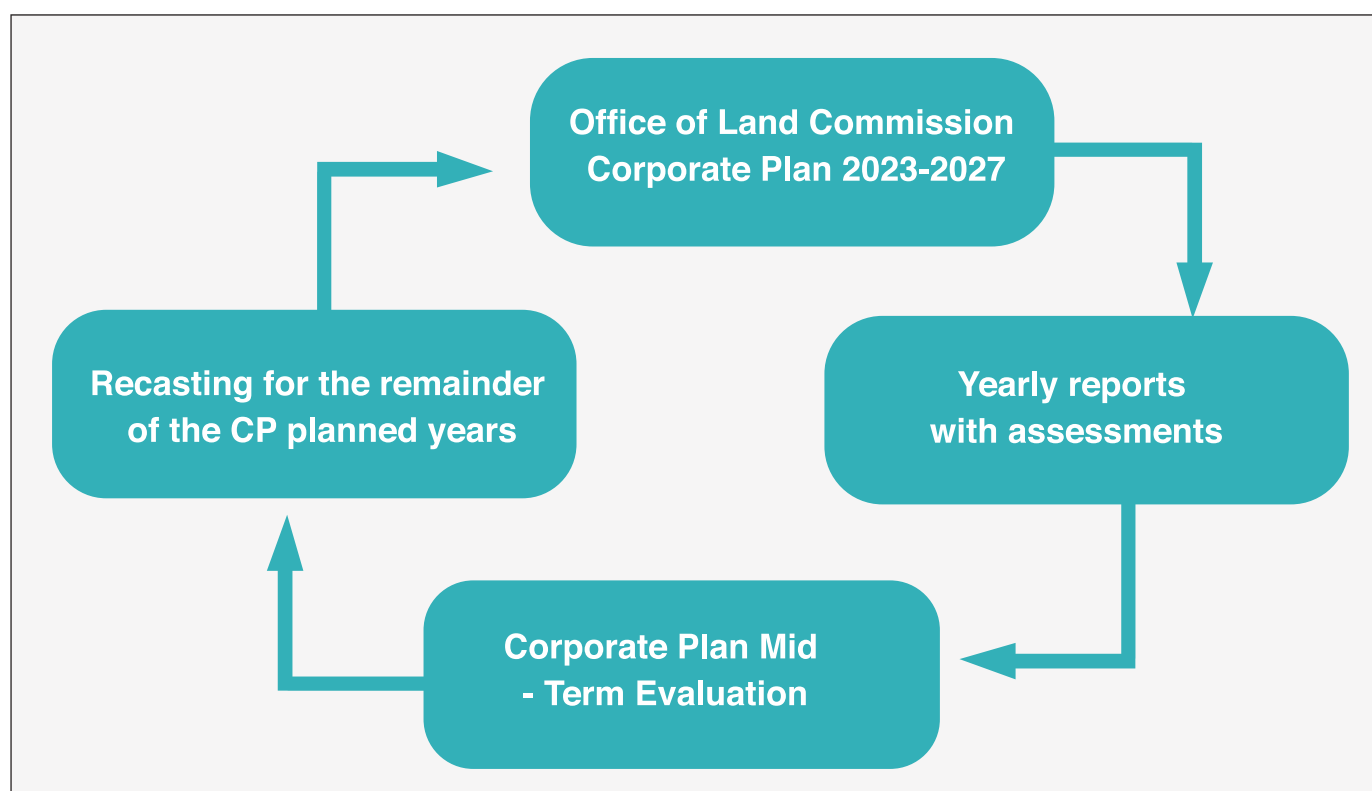 Office of Land Commission
Corporate Plan 2023-2027
Recasting for the remainder
of the CP planned years
Yearly reports
with assessments
Corporate Plan Mid
- Term Evaluation